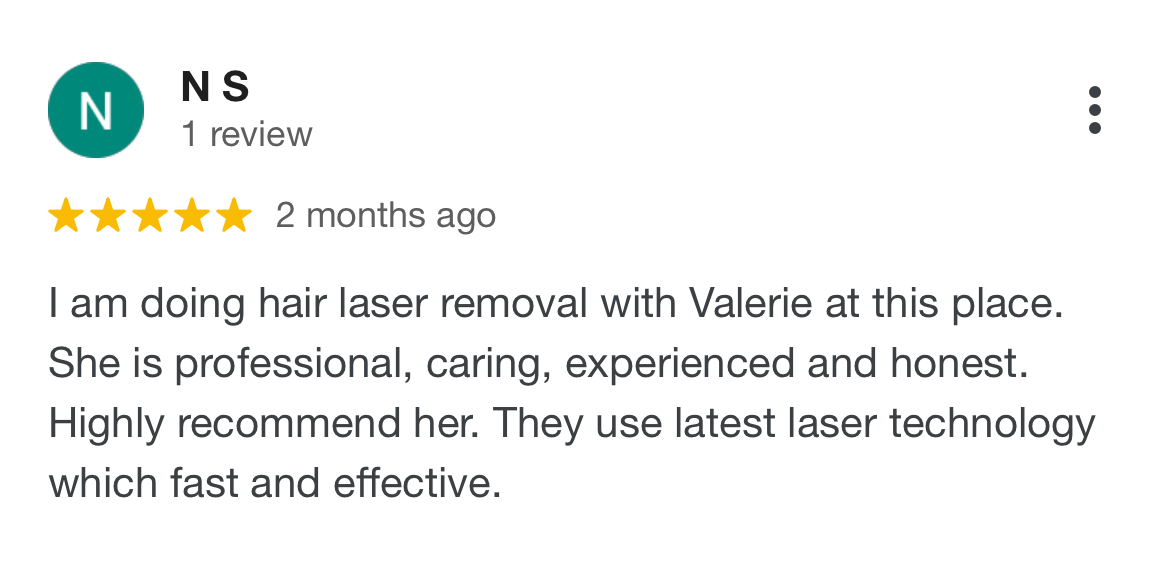 N
N S
1 review
2 months ago
I am doing hair laser removal with Valerie at this place.
She is professional, caring, experienced and honest.
Highly recommend her. They use latest laser technology
which fast and effective.